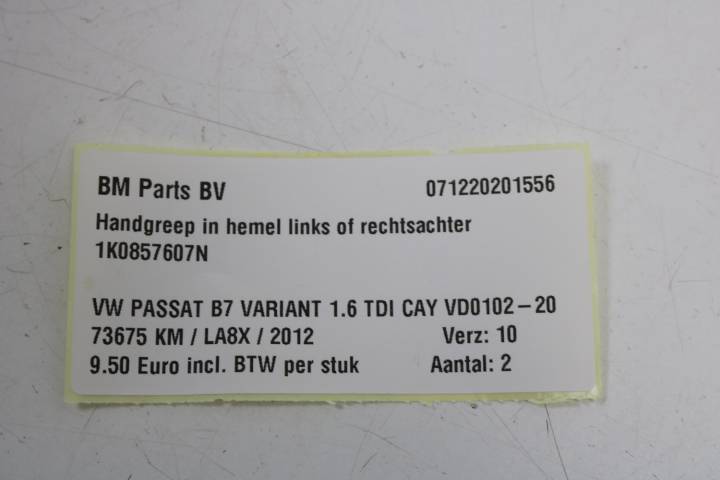 BM Parts BV 071220201556
Handgreep in hemel links of rechtsachter
1K0857607N
VW PASSAT B7 VARIANT 1.6 TDI CAY VD0102-20
73675 KM / LA8X / 2012 Verz: 10
9.50 Euro incl. BTW per stuk Aantal: 2